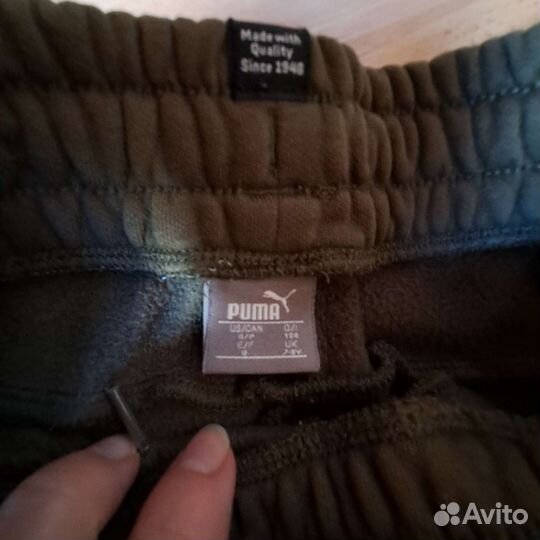 Made with
Quality
Since 1948
PUMA
US/CAN D/I
UK
Avito